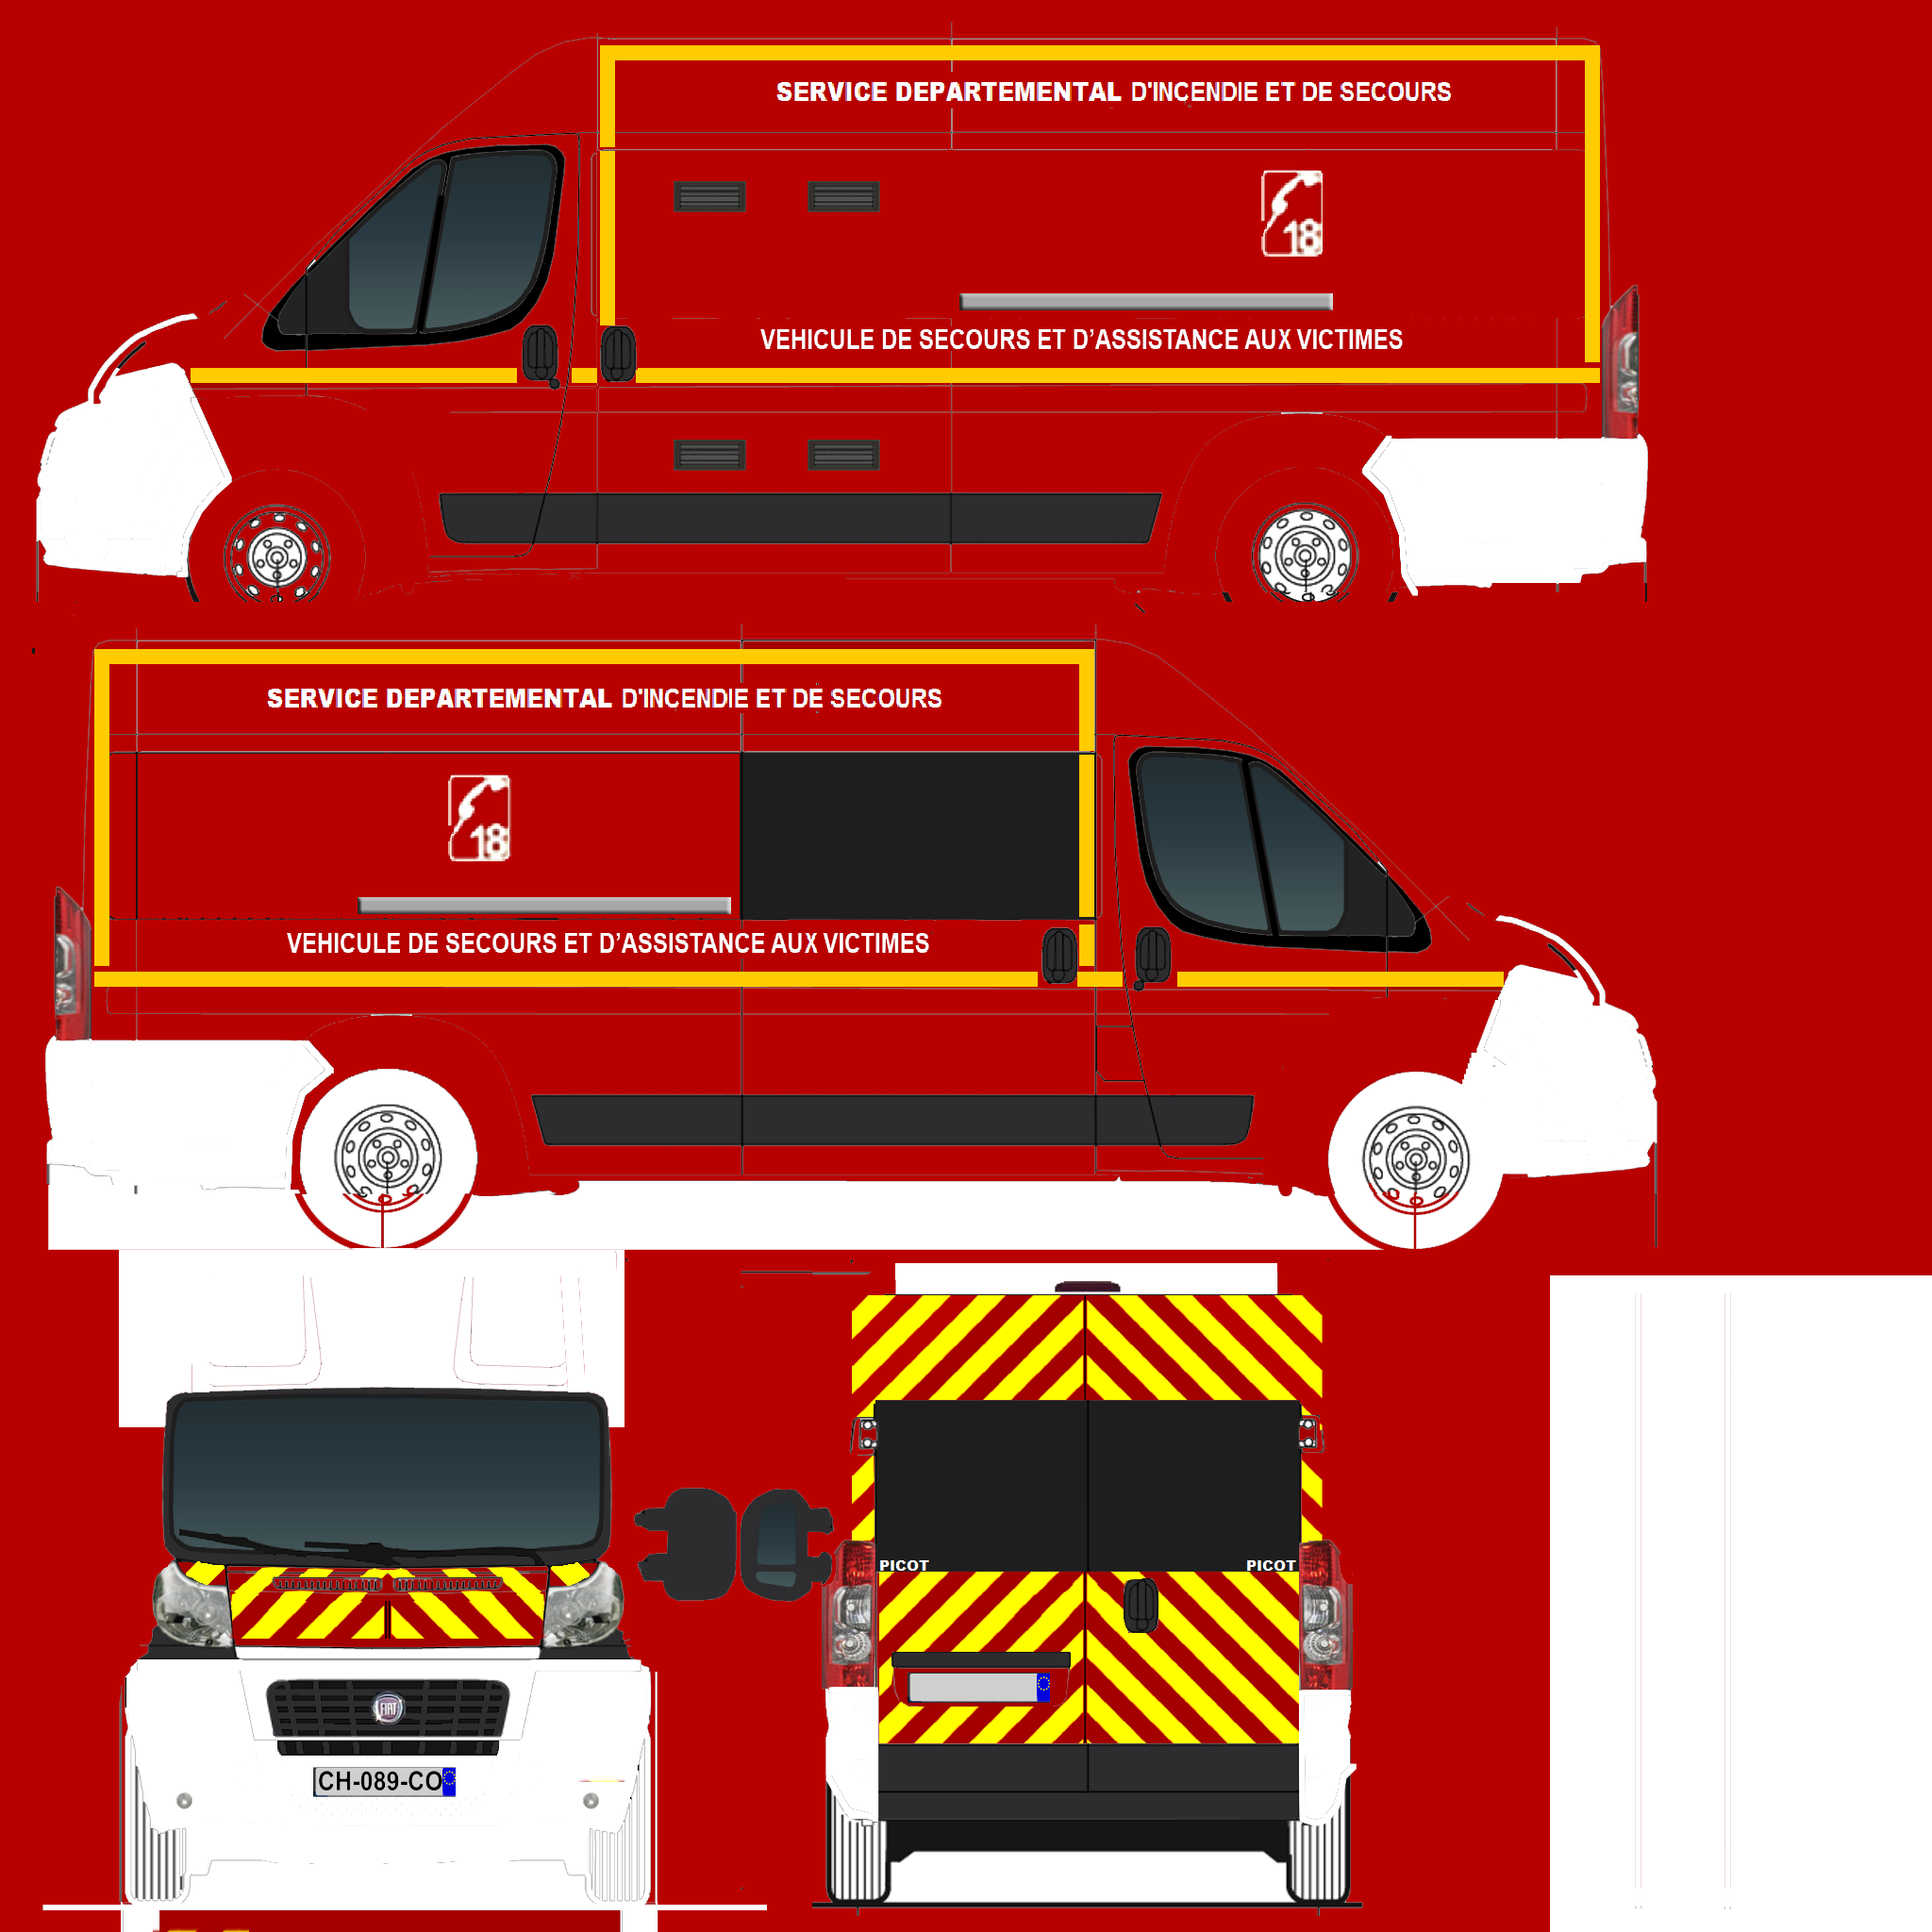 SERVICE DEPARTEMENTAL D'INCENDIE ET DE SECOURS
18
VEHICULE DE SECOURS ET D'ASSISTANCE AUX VICTIMES
SERVICE DEPARTEMENTAL D'INCENDIE ET DE SECOURS
18
VEHICULE DE SECOURS ET D'ASSISTANCE AUX VICTIMES
PICOT PICOT
FIAT
CH-089-CO